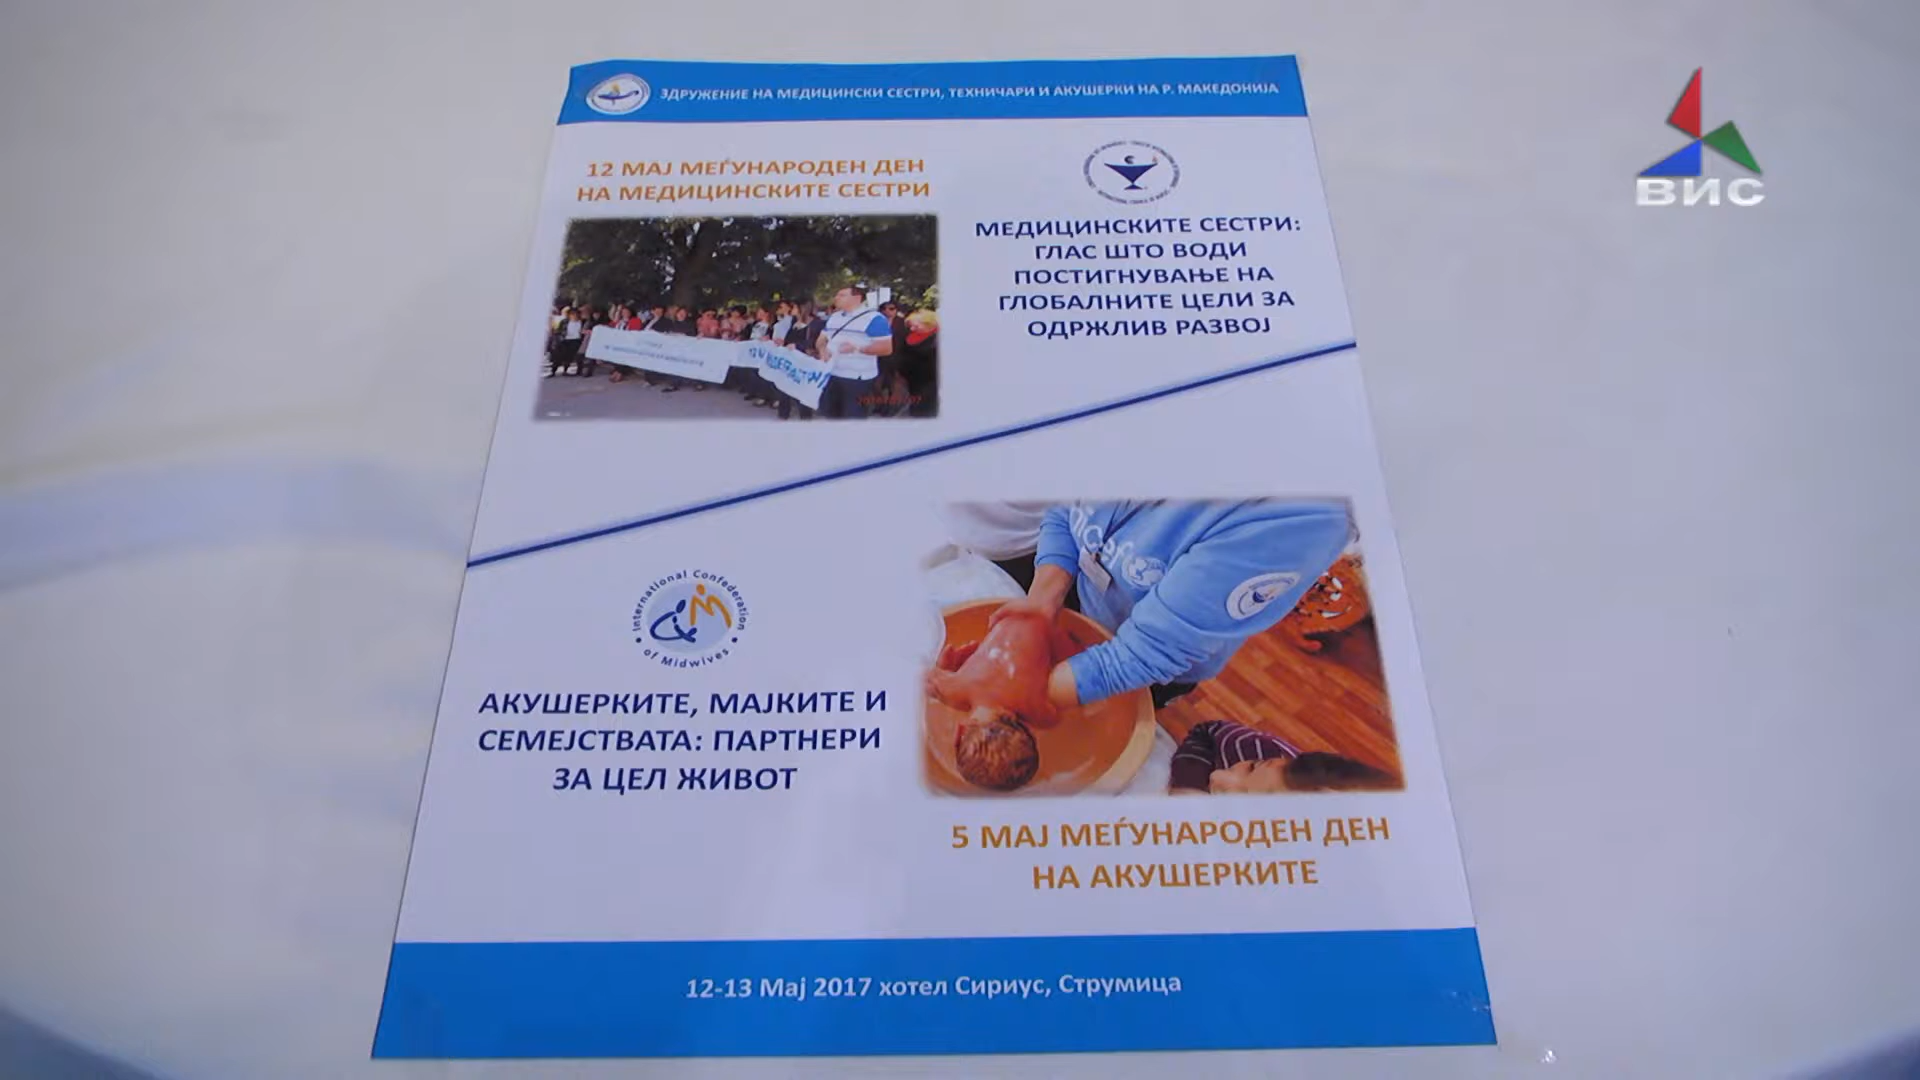 ЗДРУЖЕНИЕ НА МЕДИЦИНСКИ СЕСТРИ, ТЕХНИЧАРИ И АКУШЕРКИ НА Р. МАКЕДОНИЈА
ВИС
12 МАЈ МЕЃУНАРОДЕН ДЕН
НА МЕДИЦИНСКИТЕ СЕСТРИ
МЕДИЦИНСКИТЕ СЕСТРИ:
ГЛАС ШТО ВОДИ
ПОСТИГНУВАЊЕ НА
ГЛОБАЛНИТЕ ЦЕЛИ ЗА
ОДРЖЛИВ РАЗВОЈ
International Confederation
of Midwives
АКУШЕРКИТЕ, МАЈКИТЕ И
СЕМЕЈСТВАТА: ПАРТНЕРИ
ЗА ЦЕЛ ЖИВОТ
unicef
5 МАЈ МЕЃУНАРОДЕН ДЕН
НА АКУШЕРКИТЕ
12-13 Мај 2017 хотел Сириус, Струмица